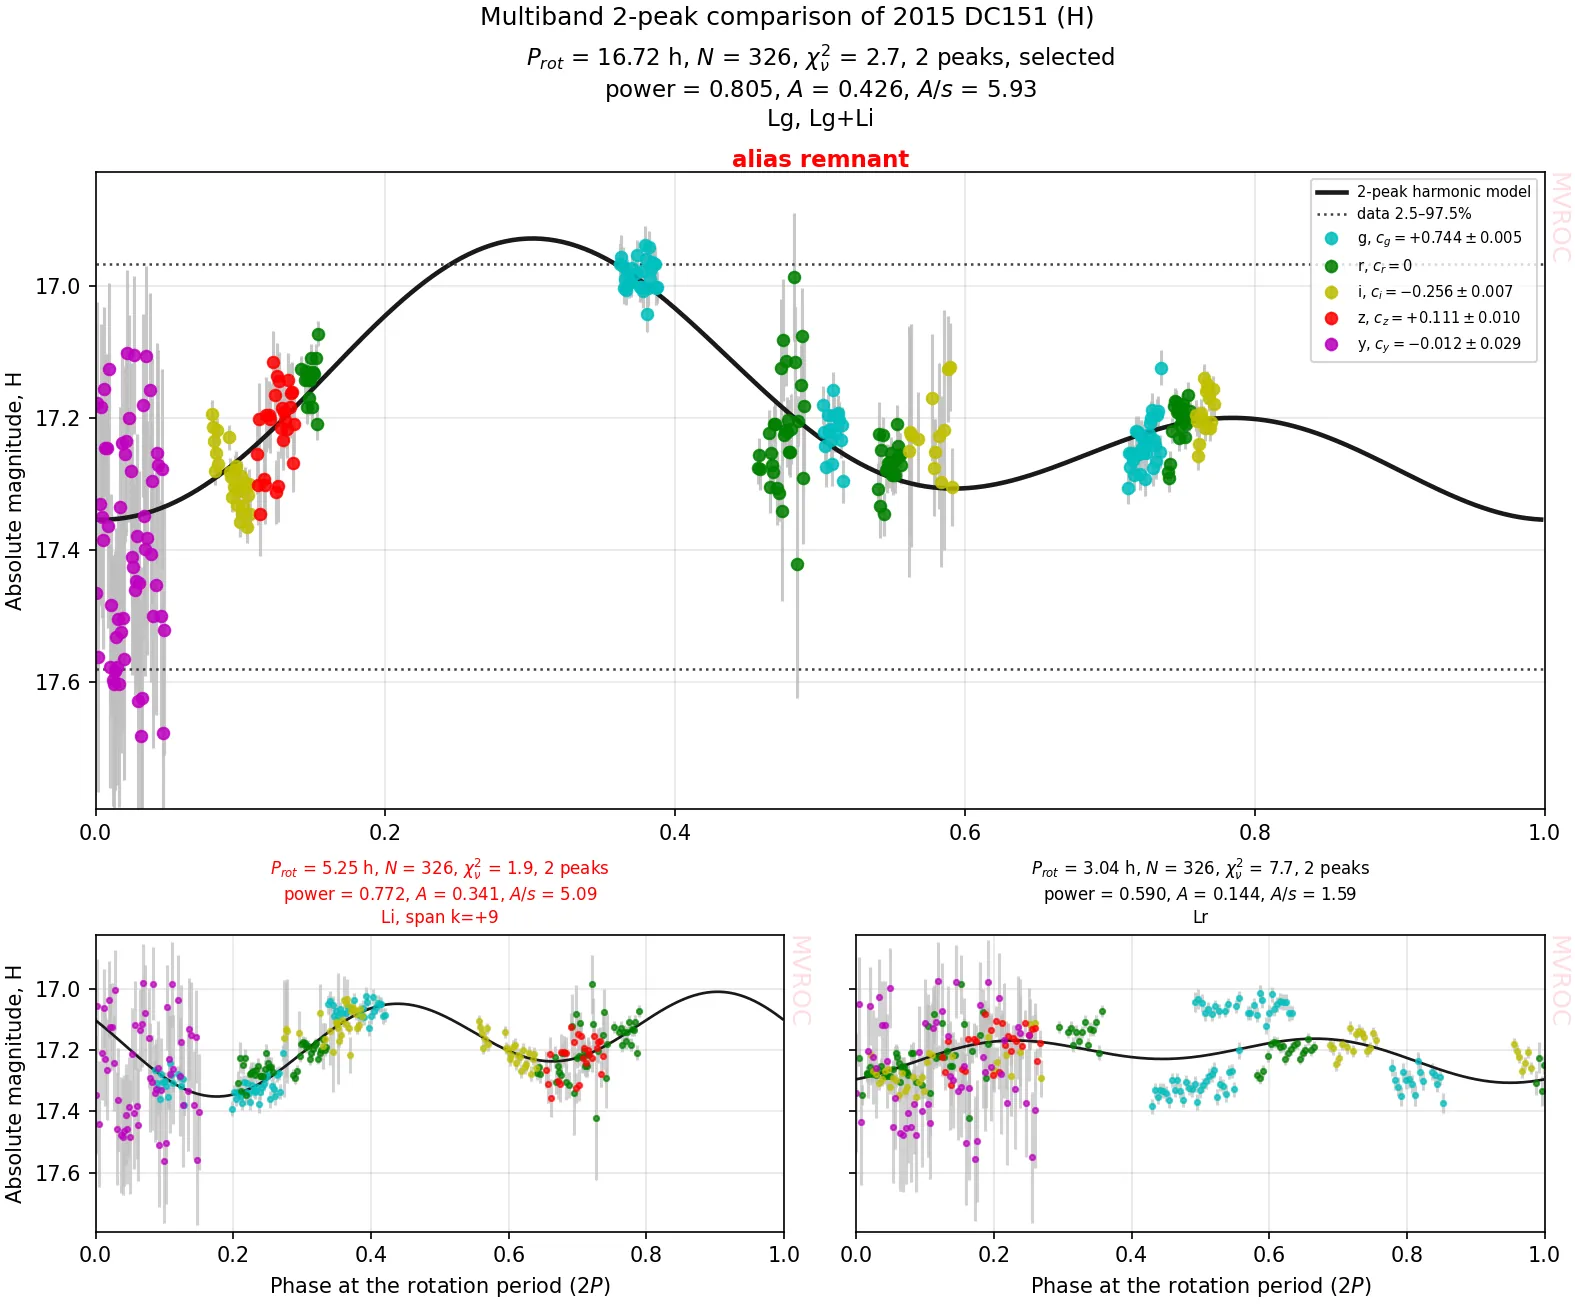 Multiband 2-peak comparison of 2015 DC151 (H)
P_rot = 16.72 h, N = 326, χ²_ν = 2.7, 2 peaks, selected
power = 0.805, A = 0.426, A/s = 5.93
Lg, Lg+Li
alias remnant
MVROC
2-peak harmonic model
data 2.5–97.5%
g, c_g = +0.744 ± 0.005
r, c_r = 0
i, c_i = −0.256 ± 0.007
z, c_z = +0.111 ± 0.010
y, c_y = −0.012 ± 0.029
Absolute magnitude, H
17.0
17.2
17.4
17.6
0.0 0.2 0.4 0.6 0.8 1.0
P_rot = 5.25 h, N = 326, χ²_ν = 1.9, 2 peaks
power = 0.772, A = 0.341, A/s = 5.09
Li, span k=+9
MVROC
Absolute magnitude, H
17.0
17.2
17.4
17.6
0.0 0.2 0.4 0.6 0.8 1.0
Phase at the rotation period (2P)
P_rot = 3.04 h, N = 326, χ²_ν = 7.7, 2 peaks
power = 0.590, A = 0.144, A/s = 1.59
Lr
MVROC
0.0 0.2 0.4 0.6 0.8 1.0
Phase at the rotation period (2P)